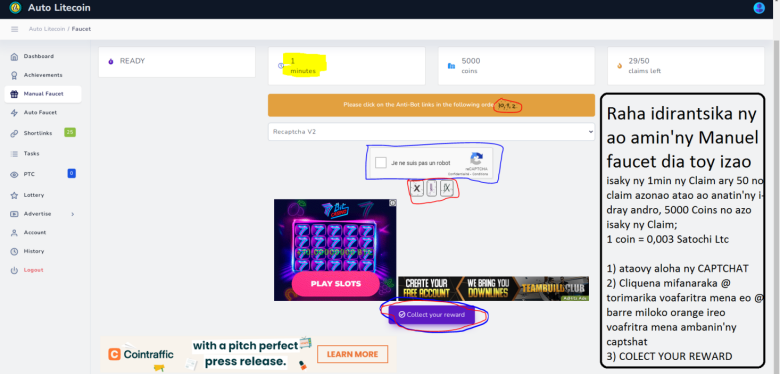 Auto Litecoin
Auto Litecoin / Faucet
Dashboard
Achievements
Manual Faucet
Auto Faucet
Shortlinks 25
Tasks
PTC 0
Lottery
Advertise
Account
History
Logout
READY
1
minutes
5000
coins
29/50
claims left
Please click on the Anti-Bot links in the following order
Recaptcha V2
Je ne suis pas un robot
reCAPTCHA
Confidentialité - Conditions
PLAY SLOTS
CREATE YOUR
FREE ACCOUNT
WE BRING YOU
DOWNLINES
TEAMBUILDCLUB
Collect your reward
Cointraffic
with a pitch perfect
press release.
LEARN MORE
Raha idirantsika ny
ao amin'ny Manuel
faucet dia toy izao
isaky ny 1min ny Claim ary 50 no
claim azonao atao ao anatin'ny i-
dray andro, 5000 Coins no azo
isaky ny Claim;
1 coin = 0,003 Satochi Ltc
1) ataovy aloha ny CAPTCHAT
2) Cliquena mifanaraka @
torimarika voafaritra mena eo @
barre miloko orange ireo
voafritra mena ambanin'ny
captshat
3) COLECT YOUR REWARD